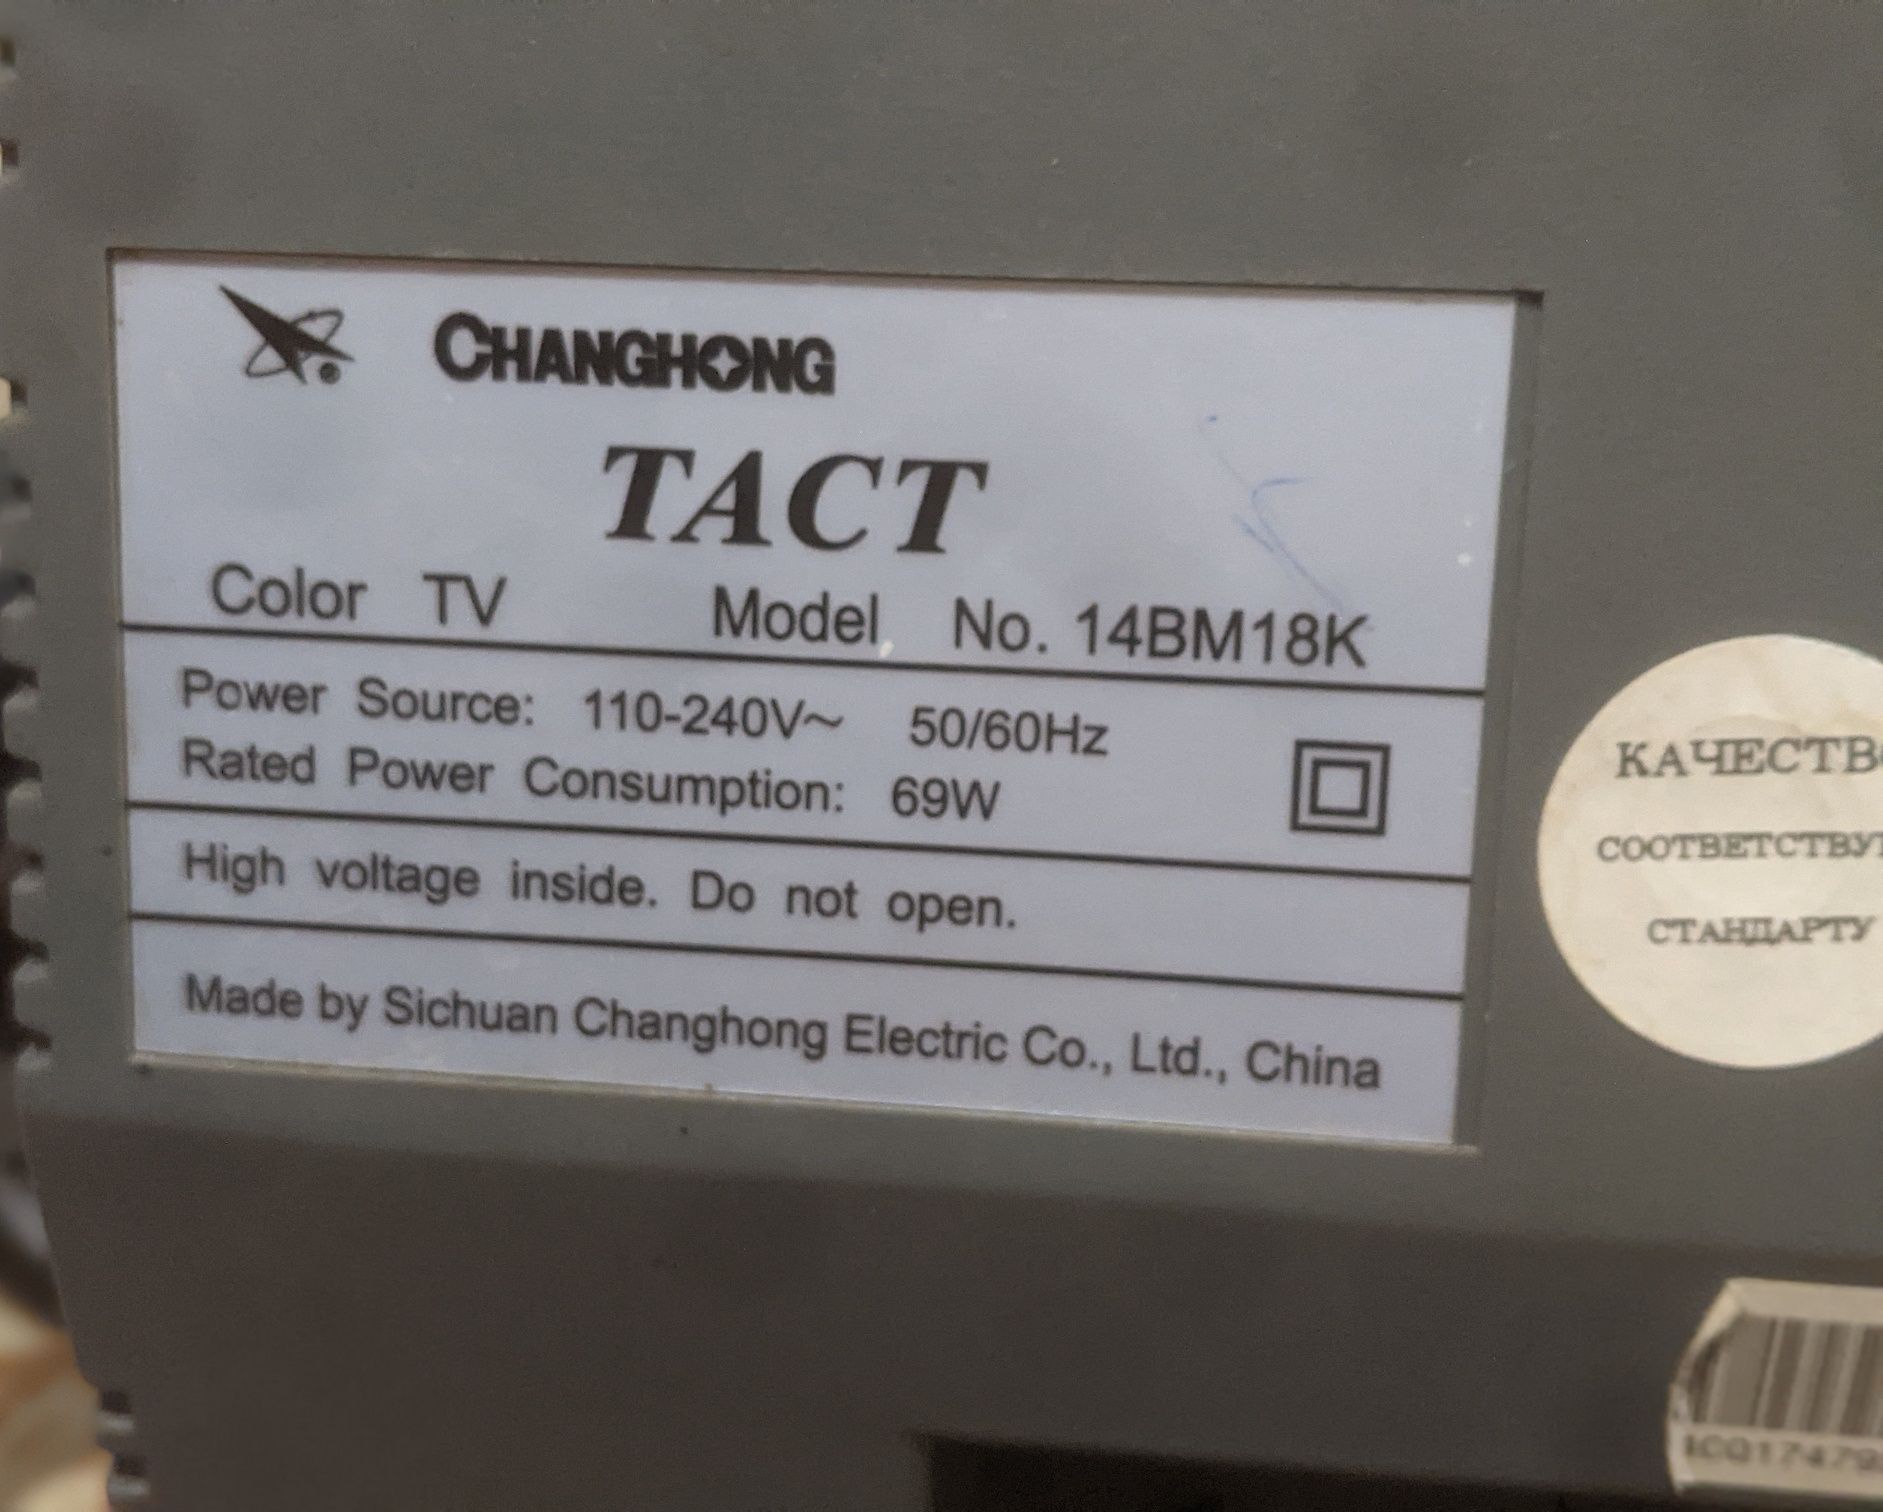 CHANGHONG
TACT
Color TV Model No. 14BM18K
Power Source: 110-240V~ 50/60Hz
Rated Power Consumption: 69W
High voltage inside. Do not open.
Made by Sichuan Changhong Electric Co., Ltd., China
КАЧЕСТВ
СООТВЕТСТВУ
СТАНДАРТУ